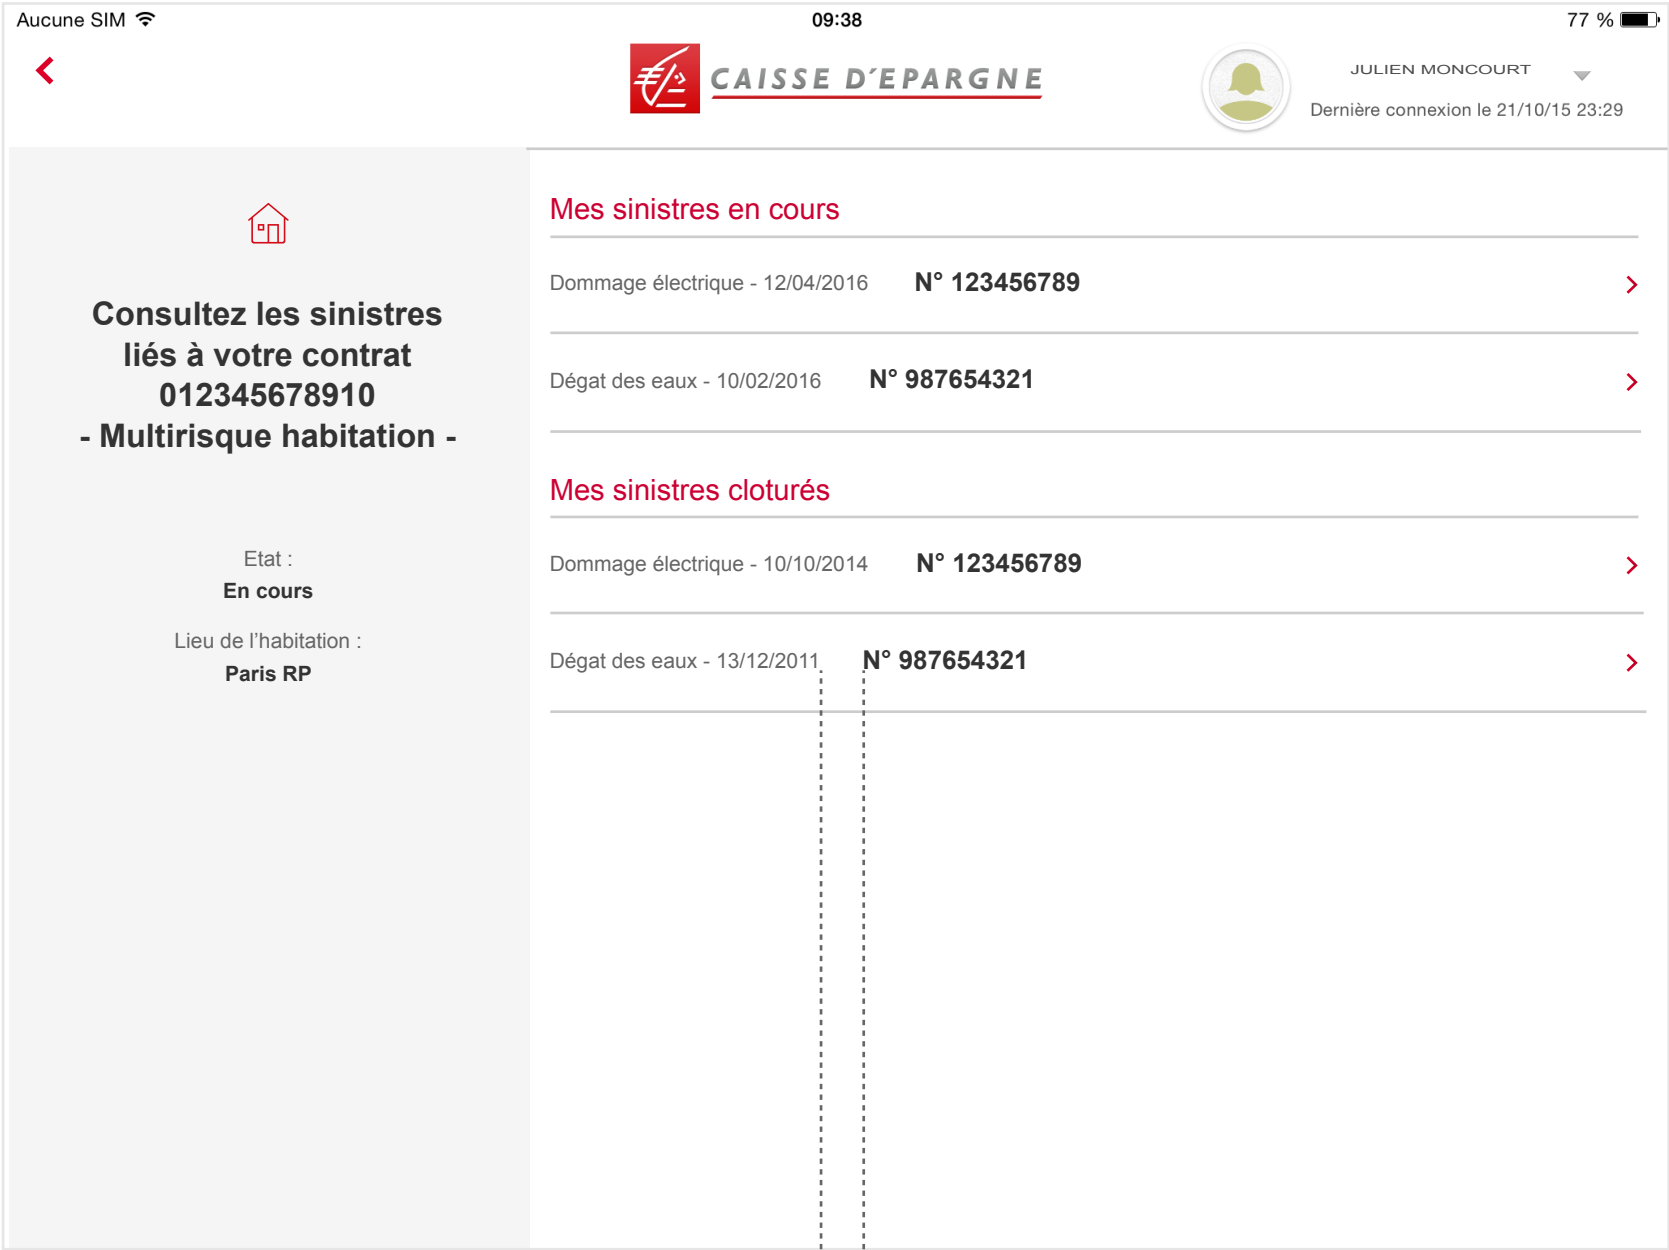 Aucune SIM 09:38 77 %
CAISSE D'EPARGNE
JULIEN MONCOURT
Dernière connexion le 21/10/15 23:29
Consultez les sinistres
liés à votre contrat
012345678910
- Multirisque habitation -
Etat :
En cours
Lieu de l’habitation :
Paris RP
Mes sinistres en cours
Dommage électrique - 12/04/2016 N° 123456789
Dégat des eaux - 10/02/2016 N° 987654321
Mes sinistres cloturés
Dommage électrique - 10/10/2014 N° 123456789
Dégat des eaux - 13/12/2011 N° 987654321